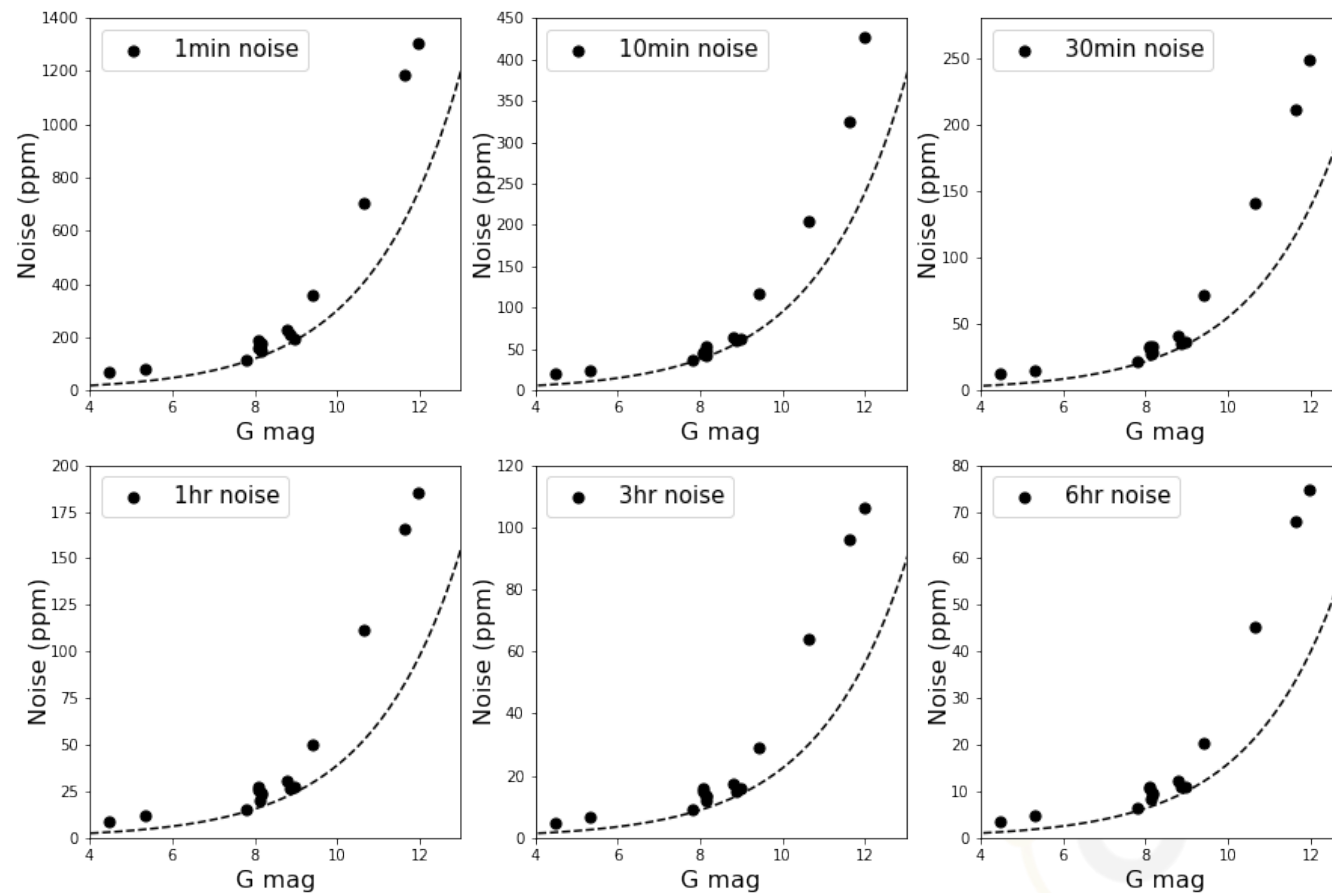 1400
1200
1000
800
600
400
200
0
4 6 8 10 12
Noise (ppm)
G mag
1min noise
450
400
350
300
250
200
150
100
50
0
4 6 8 10 12
Noise (ppm)
G mag
10min noise
250
200
150
100
50
0
4 6 8 10 12
Noise (ppm)
G mag
30min noise
200
175
150
125
100
75
50
25
0
4 6 8 10 12
Noise (ppm)
G mag
1hr noise
120
100
80
60
40
20
0
4 6 8 10 12
Noise (ppm)
G mag
3hr noise
80
70
60
50
40
30
20
10
0
4 6 8 10 12
Noise (ppm)
G mag
6hr noise